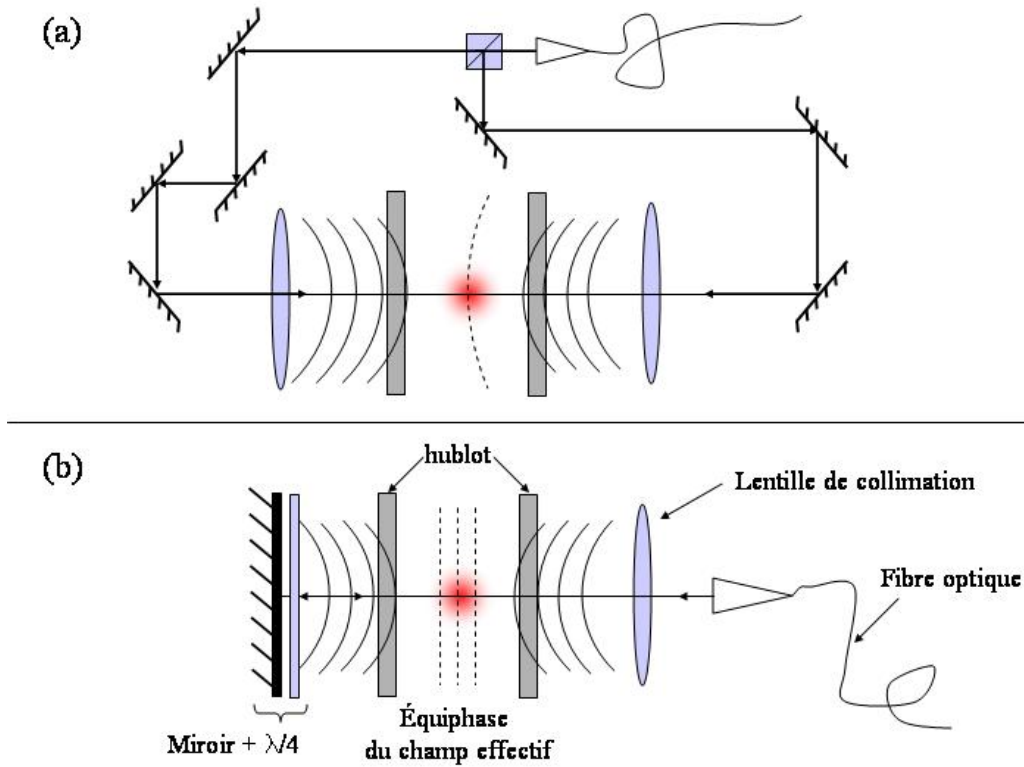 (a)
(b)
hublot
Lentille de collimation
Fibre optique
Équiphase
du champ effectif
Miroir + λ/4